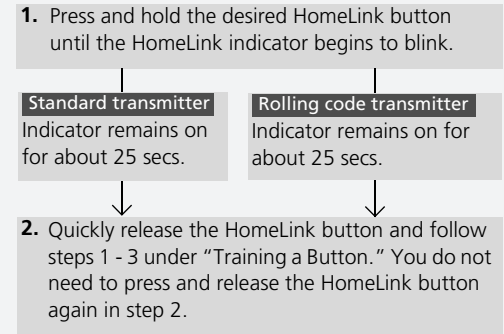 1. Press and hold the desired HomeLink button
until the HomeLink indicator begins to blink.
Standard transmitter
Indicator remains on
for about 25 secs.
Rolling code transmitter
Indicator remains on for
about 25 secs.
2. Quickly release the HomeLink button and follow
steps 1 - 3 under “Training a Button.” You do not
need to press and release the HomeLink button
again in step 2.